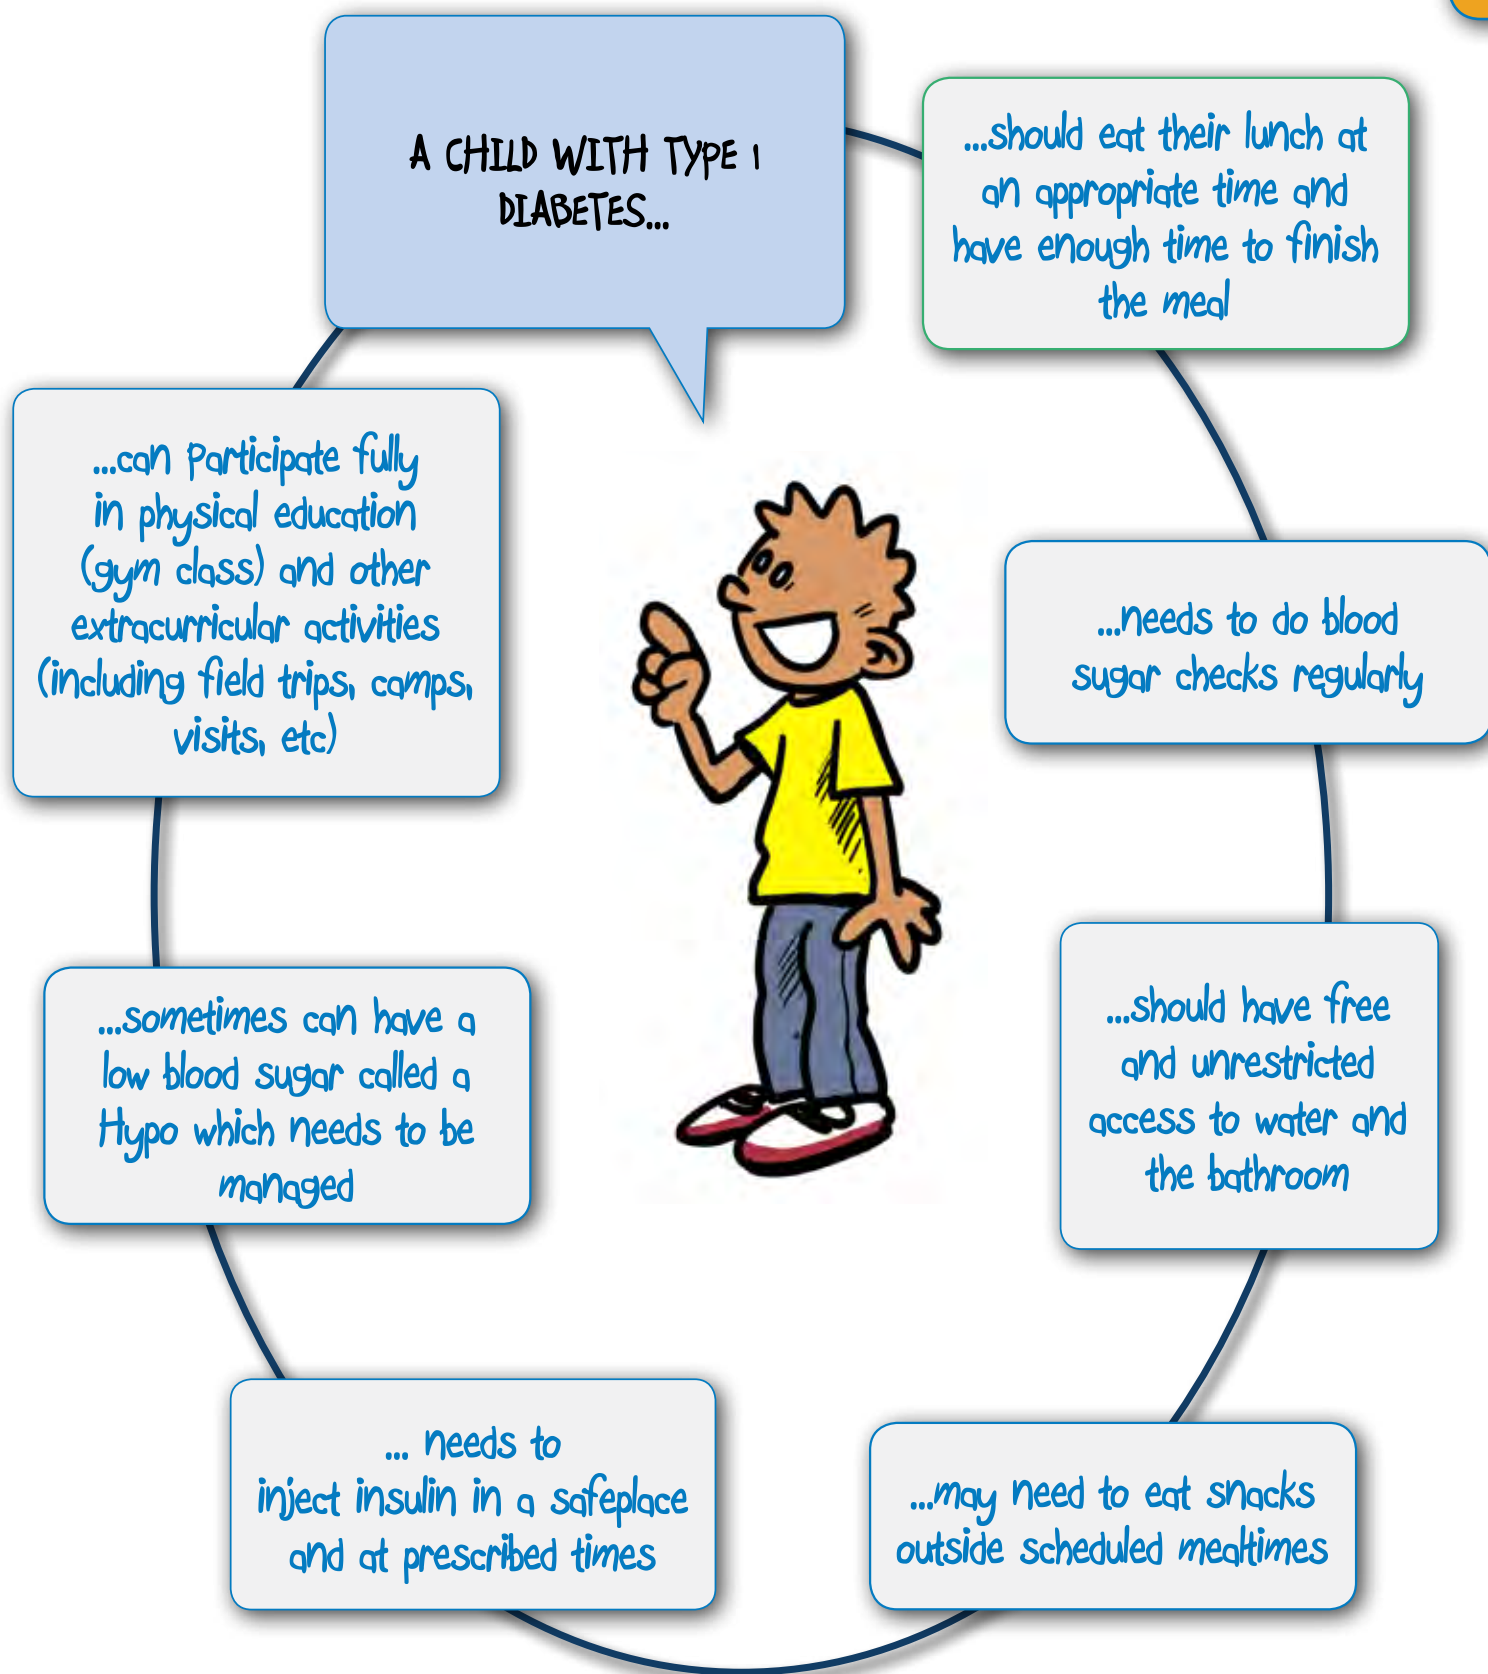 A CHILD WITH TYPE 1
DIABETES...
...should eat their lunch at
an appropriate time and
have enough time to finish
the meal
...needs to do blood
sugar checks regularly
...should have free
and unrestricted
access to water and
the bathroom
...may need to eat snacks
outside scheduled mealtimes
... needs to
inject insulin in a safeplace
and at prescribed times
...sometimes can have a
low blood sugar called a
Hypo which needs to be
managed
...can Participate fully
in physical education
(gym class) and other
extracurricular activities
(including field trips, camps,
visits, etc)